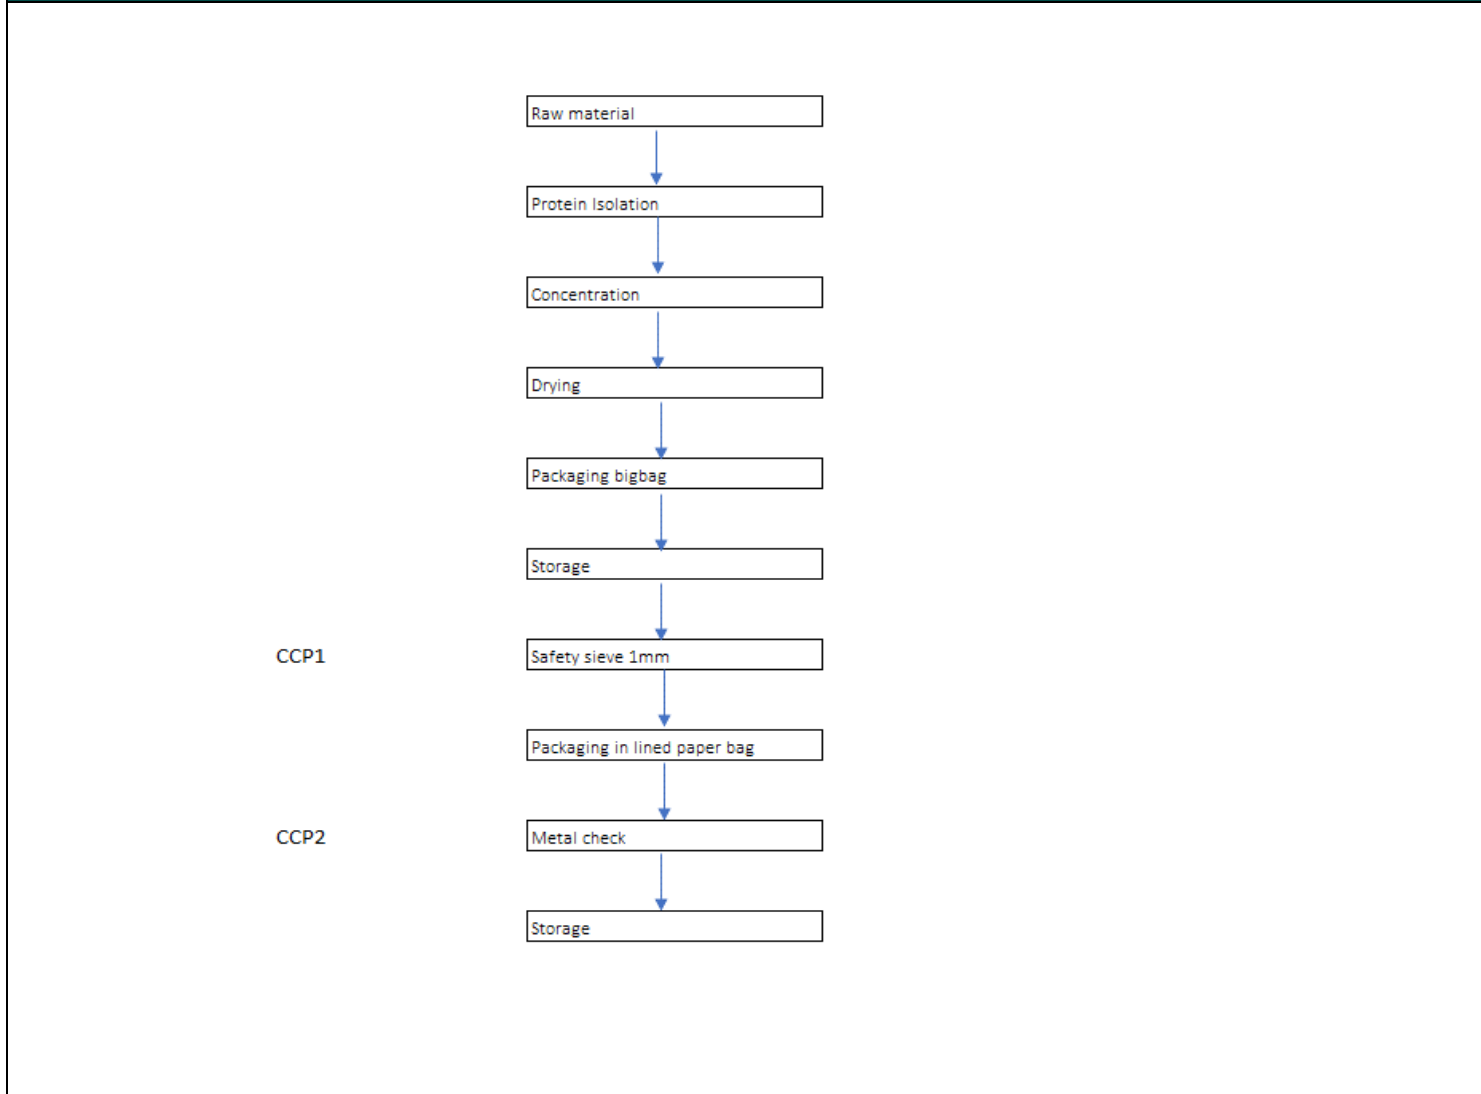 Raw material
Protein Isolation
Concentration
Drying
Packaging bigbag
Storage
CCP1 Safety sieve 1mm
Packaging in lined paper bag
CCP2 Metal check
Storage